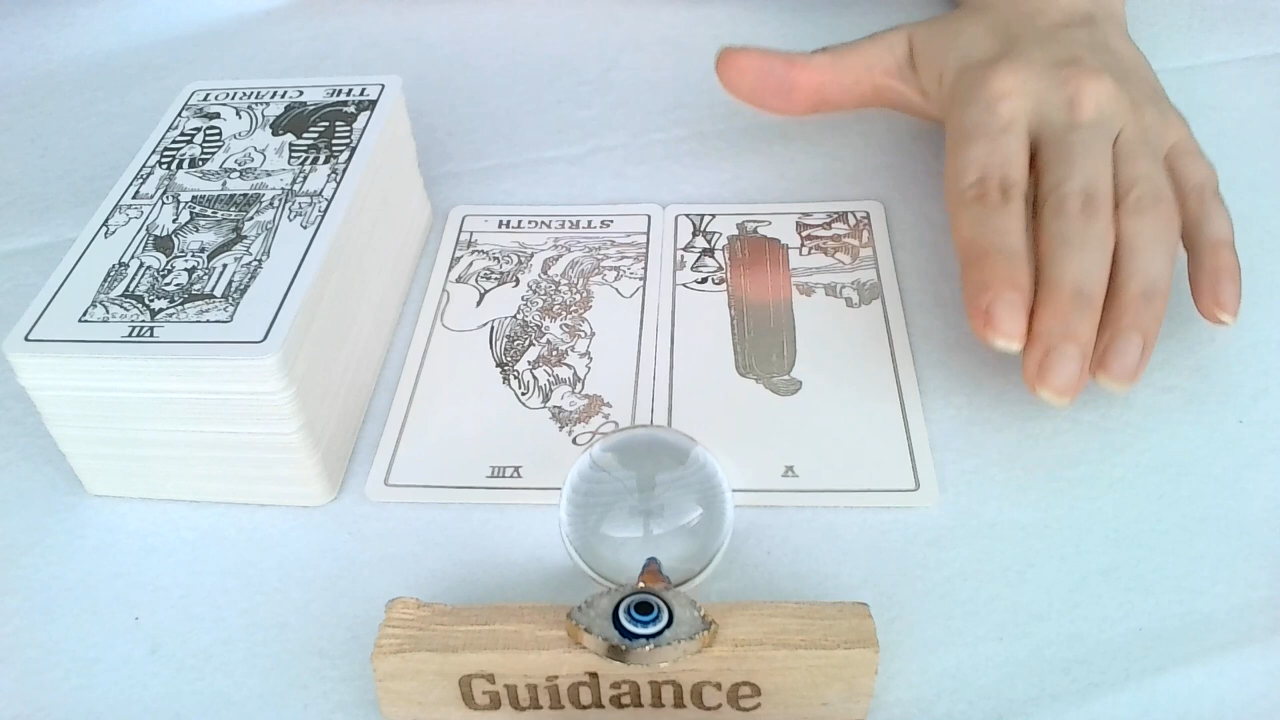 THE CHARIOT.
VII
STRENGTH.
VIII
V
Guidance